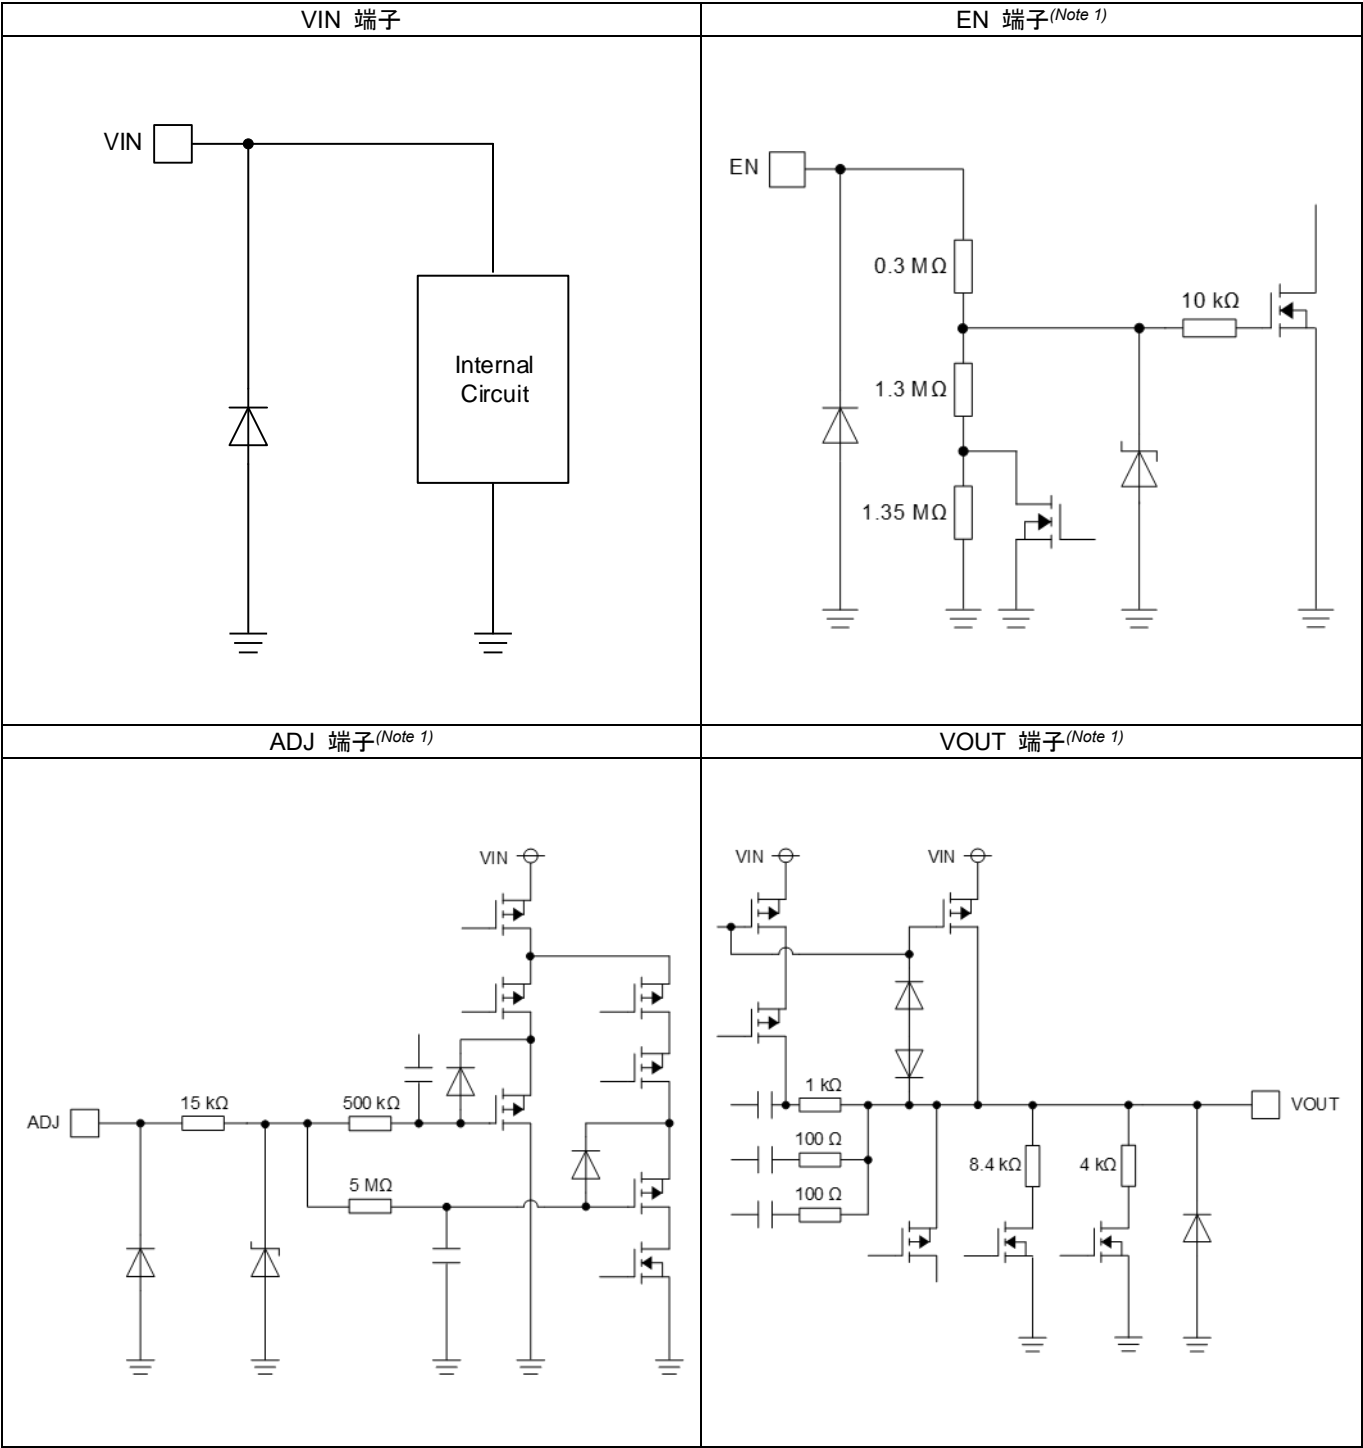 VIN 端子
EN 端子(Note 1)
VIN
Internal
Circuit
EN
0.3 MΩ
10 kΩ
1.3 MΩ
1.35 MΩ
ADJ 端子(Note 1)
VOUT 端子(Note 1)
VIN
ADJ
15 kΩ
500 kΩ
5 MΩ
VIN
VIN
1 kΩ
VOUT
100 Ω
8.4 kΩ
4 kΩ
100 Ω